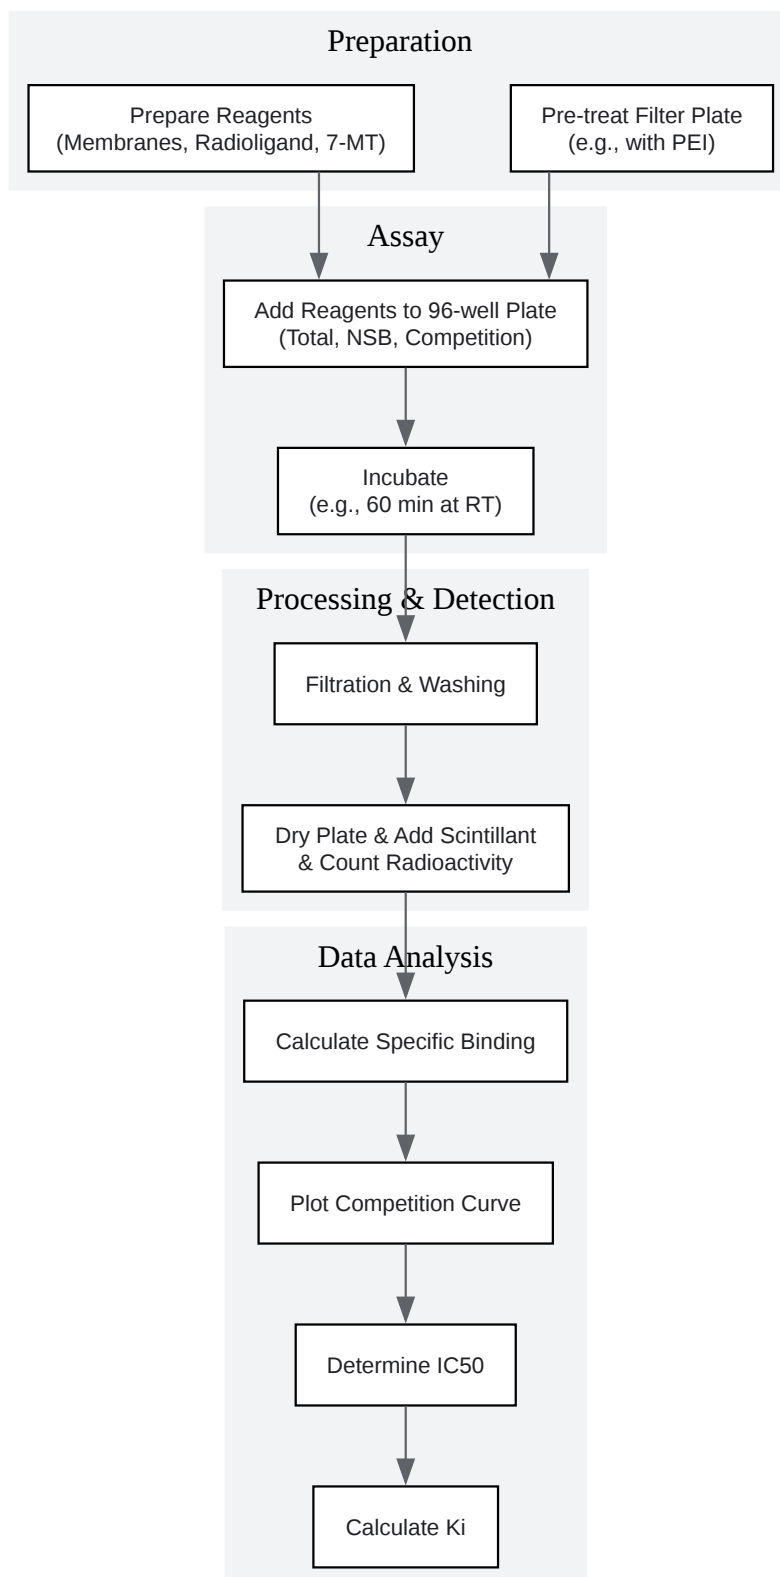 Preparation
Prepare Reagents
(Membranes, Radioligand, 7-MT)
Pre-treat Filter Plate
(e.g., with PEI)
Assay
Add Reagents to 96-well Plate
(Total, NSB, Competition)
Incubate
(e.g., 60 min at RT)
Processing & Detection
Filtration & Washing
Dry Plate & Add Scintillant
& Count Radioactivity
Data Analysis
Calculate Specific Binding
Plot Competition Curve
Determine IC50
Calculate Ki